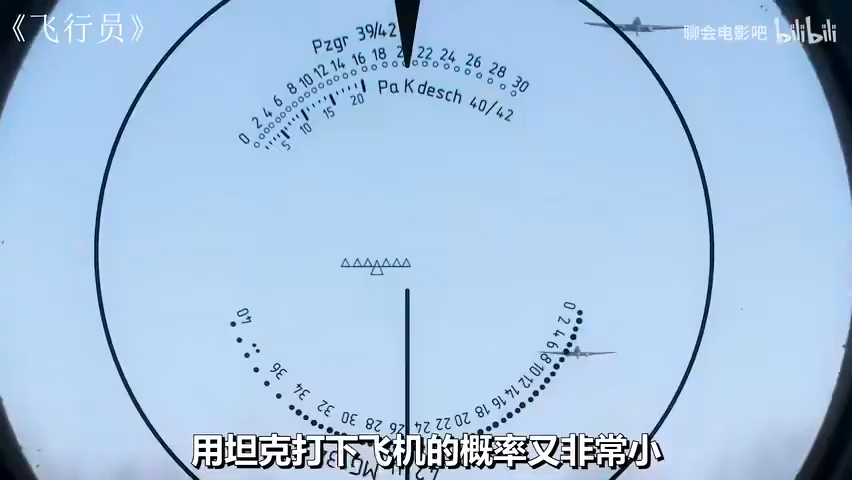 《飞行员》
聊会电影吧 bilibili
Pzgr 39/42
0 2 4 6 8 10 12 14 16 18 22 24 26 28 30
5 10 15 20
PaKdesch 40/42
40 36 34 32 30 28 26 24 22 20 18 16 14 12 10 8 6 4 2 0
用坦克打下飞机的概率又非常小